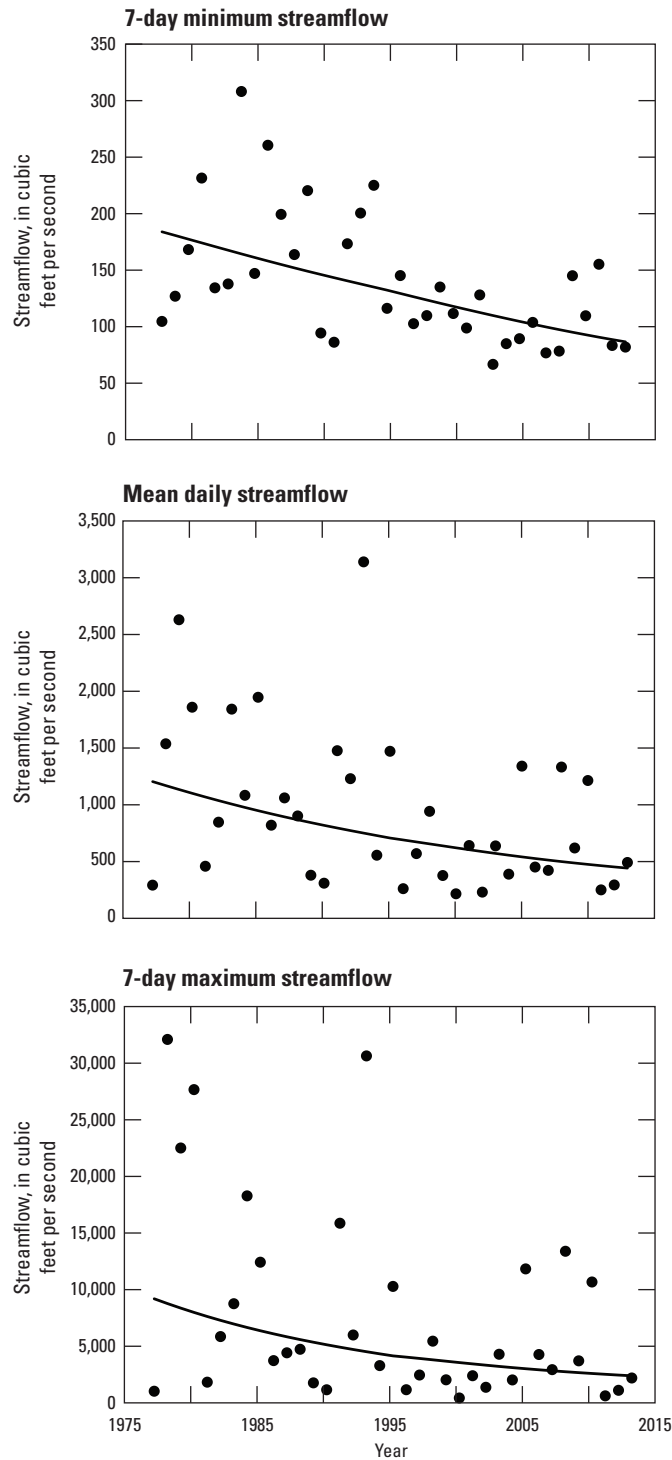 7-day minimum streamflow
350
300
250
200
150
100
50
0
Streamflow, in cubic
feet per second
Mean daily streamflow
3,500
3,000
2,500
2,000
1,500
1,000
500
0
Streamflow, in cubic
feet per second
7-day maximum streamflow
35,000
30,000
25,000
20,000
15,000
10,000
5,000
0
Streamflow, in cubic
feet per second
1975 1985 1995 2005 2015
Year